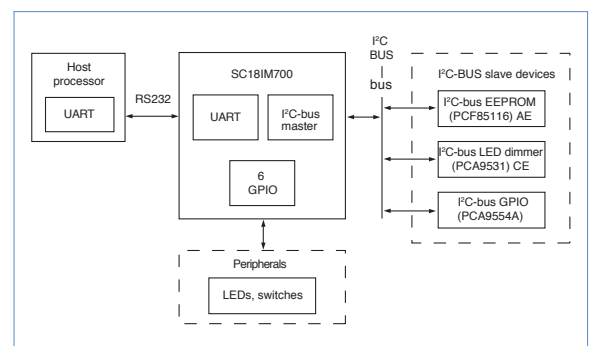 Host
processor
UART
RS232
SC18IM700
UART
I²C-bus
master
6
GPIO
Peripherals
LEDs, switches
I²C
BUS
bus
I²C-BUS slave devices
I²C-bus EEPROM
(PCF85116) AE
I²C-bus LED dimmer
(PCA9531) CE
I²C-bus GPIO
(PCA9554A)